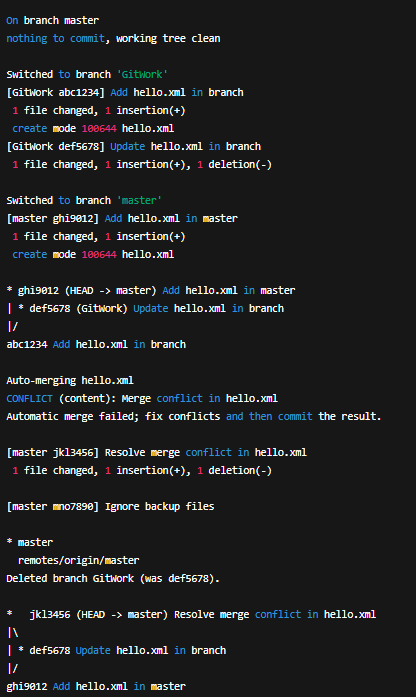 On branch master
nothing to commit, working tree clean
Switched to branch 'GitWork'
[GitWork abc1234] Add hello.xml in branch
1 file changed, 1 insertion(+)
create mode 100644 hello.xml
[GitWork def5678] Update hello.xml in branch
1 file changed, 1 insertion(+), 1 deletion(-)
Switched to branch 'master'
[master ghi9012] Add hello.xml in master
1 file changed, 1 insertion(+)
create mode 100644 hello.xml
* ghi9012 (HEAD -> master) Add hello.xml in master
| * def5678 (GitWork) Update hello.xml in branch
|/
abc1234 Add hello.xml in branch
Auto-merging hello.xml
CONFLICT (content): Merge conflict in hello.xml
Automatic merge failed; fix conflicts and then commit the result.
[master jkl3456] Resolve merge conflict in hello.xml
1 file changed, 1 insertion(+), 1 deletion(-)
[master mno7890] Ignore backup files
* master
remotes/origin/master
Deleted branch GitWork (was def5678).
*   jkl3456 (HEAD -> master) Resolve merge conflict in hello.xml
|\
| * def5678 Update hello.xml in branch
|/
ghi9012 Add hello.xml in master